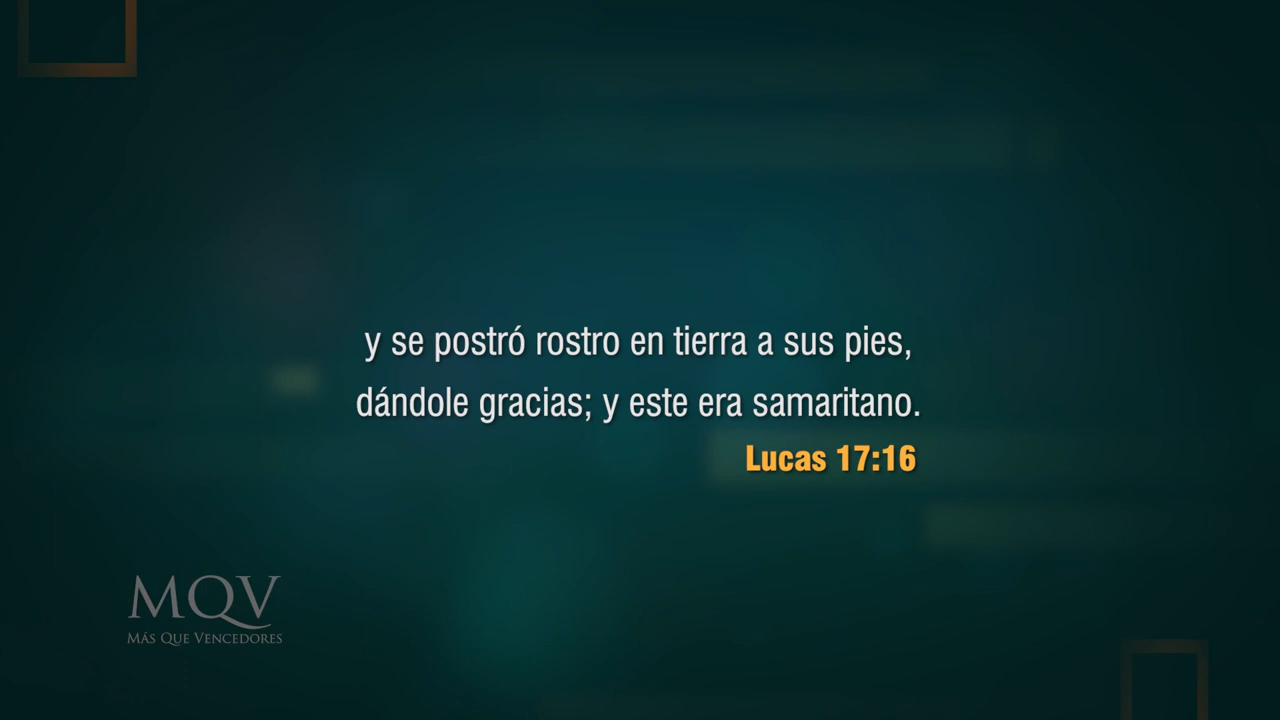 y se postró rostro en tierra a sus pies,
dándole gracias; y este era samaritano.
Lucas 17:16
MQV
MÁS QUE VENCEDORES